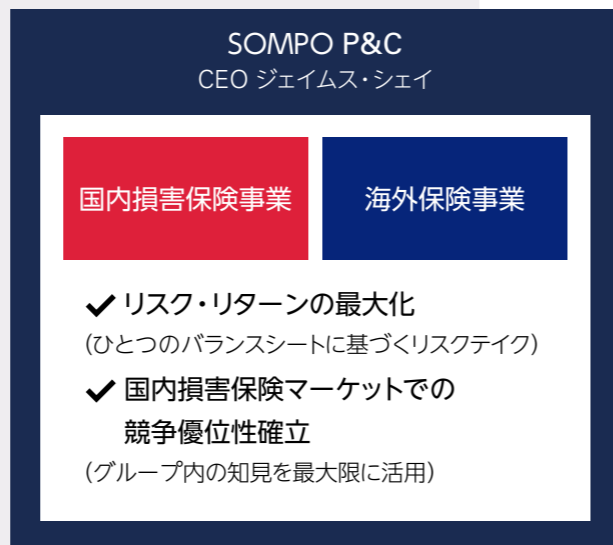 SOMPO P&C
CEO ジェイムス・シェイ
国内損害保険事業
海外保険事業
✓ リスク・リターンの最大化
(ひとつのバランスシートに基づくリスクテイク)
✓ 国内損害保険マーケットでの
競争優位性確立
(グループ内の知見を最大限に活用)